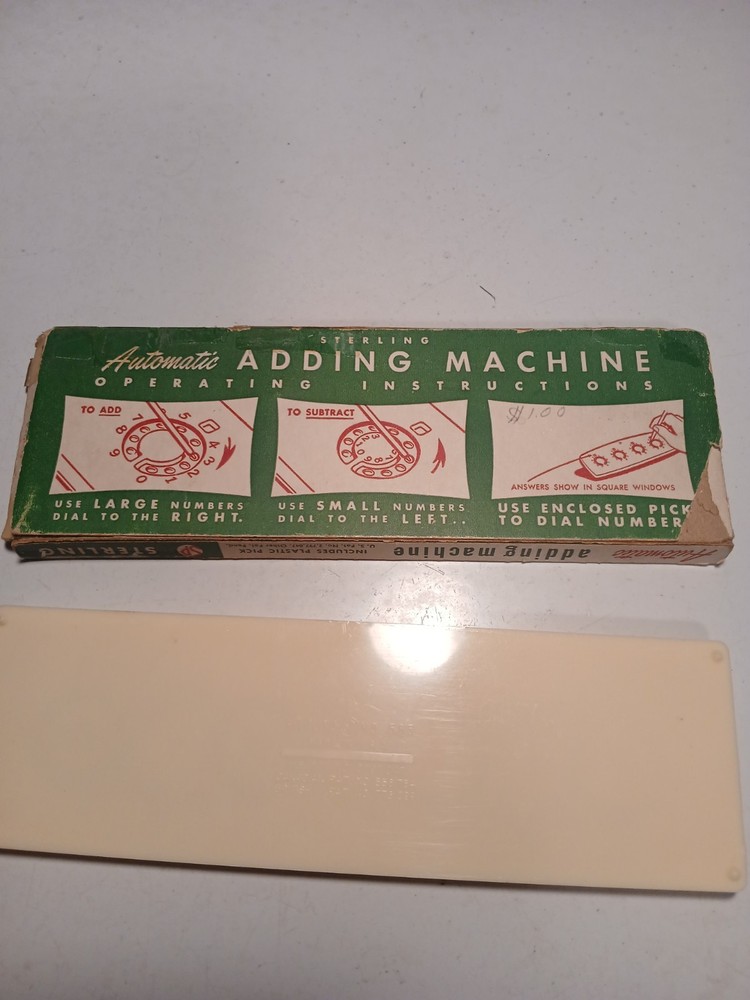 STERLING
Automatic ADDING MACHINE
OPERATING INSTRUCTIONS
TO ADD
TO SUBTRACT
$1.00
ANSWERS SHOW IN SQUARE WINDOWS
USE LARGE NUMBERS
DIAL TO THE RIGHT.
USE SMALL NUMBERS
DIAL TO THE LEFT..
USE ENCLOSED PICK
TO DIAL NUMBER
Automatic adding machine
INCLUDES PLASTIC PICK
STERLING